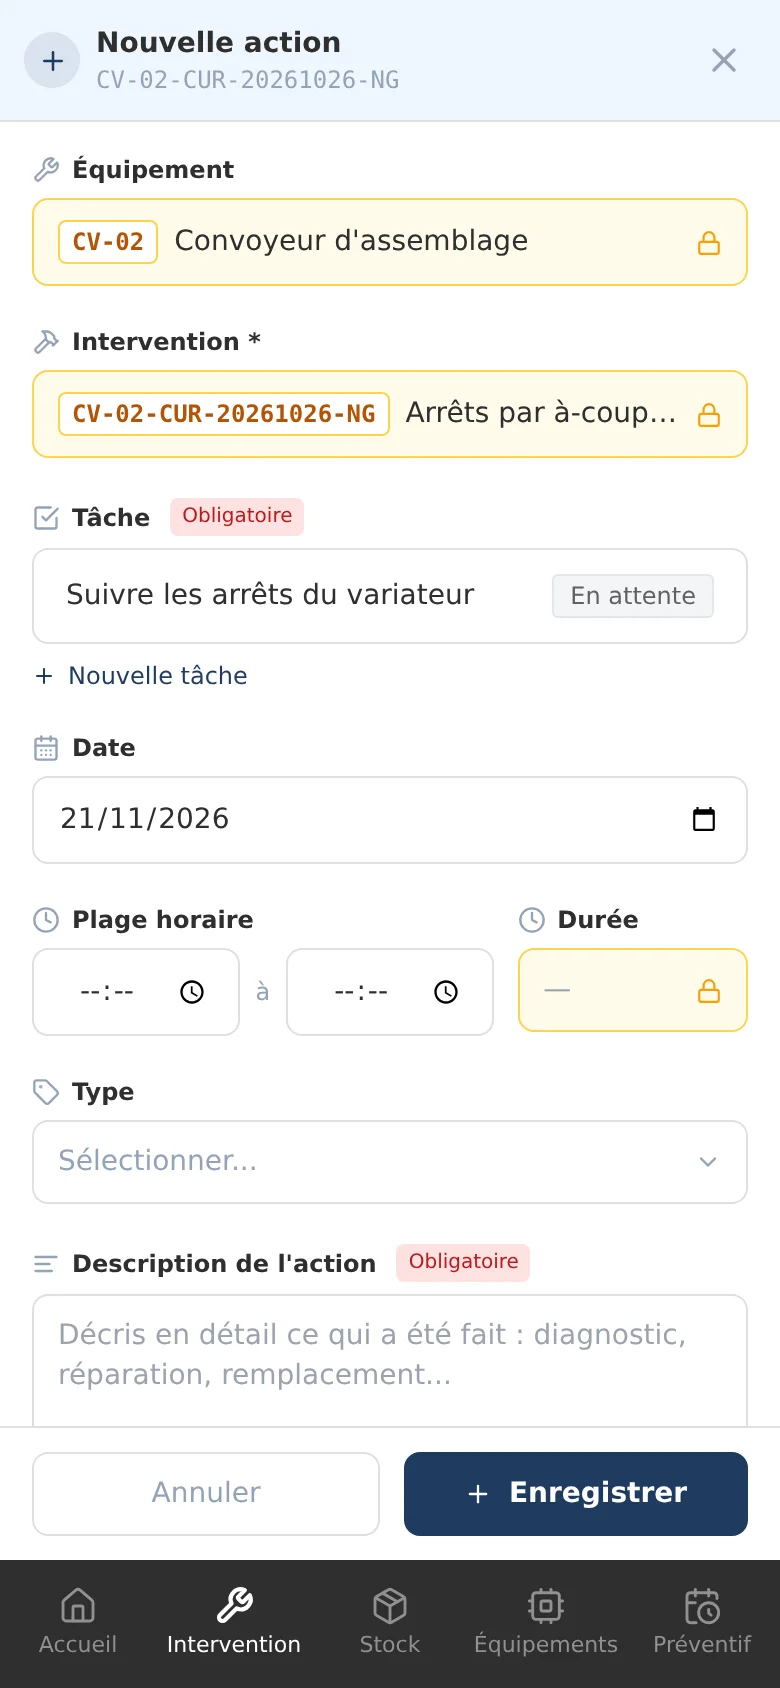 Nouvelle action
CV-02-CUR-20261026-NG
Équipement
CV-02 Convoyeur d'assemblage
Intervention *
CV-02-CUR-20261026-NG Arrêts par à-coup...
Tâche Obligatoire
Suivre les arrêts du variateur En attente
+ Nouvelle tâche
Date
21/11/2026
Plage horaire Durée
--:-- à --:-- —
Type
Sélectionner...
Description de l'action Obligatoire
Décris en détail ce qui a été fait : diagnostic,
réparation, remplacement...
Annuler + Enregistrer
Accueil Intervention Stock Équipements Préventif